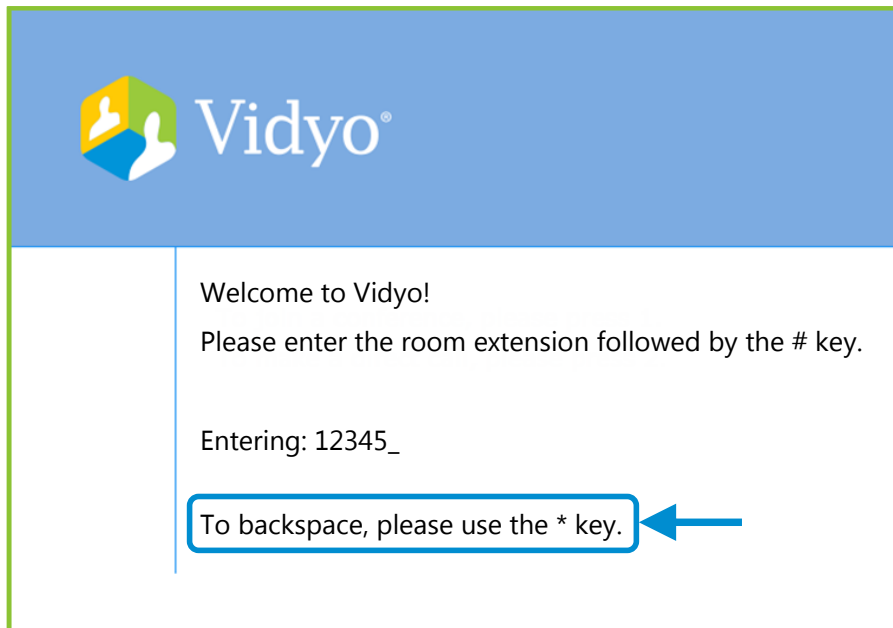 Vidyo®
Welcome to Vidyo!
Please enter the room extension followed by the # key.
Entering: 12345_
To backspace, please use the * key.